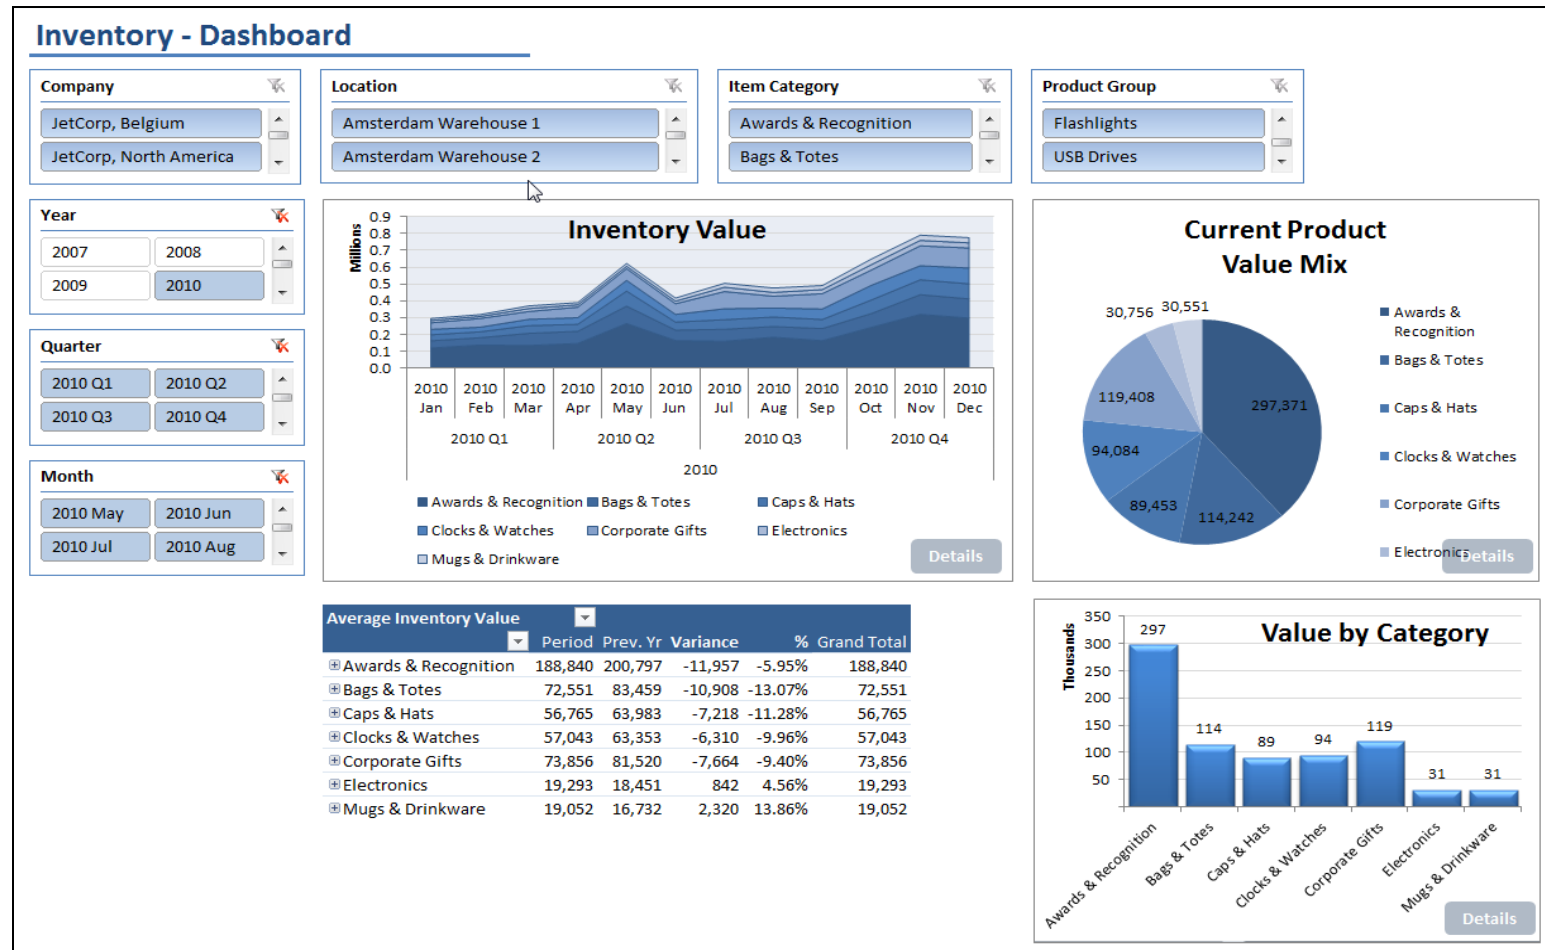 Inventory - Dashboard
Company
JetCorp, Belgium
JetCorp, North America
Location
Amsterdam Warehouse 1
Amsterdam Warehouse 2
Item Category
Awards & Recognition
Bags & Totes
Product Group
Flashlights
USB Drives
Year
2007 2008
2009 2010
Quarter
2010 Q1 2010 Q2
2010 Q3 2010 Q4
Month
2010 May 2010 Jun
2010 Jul 2010 Aug
Inventory Value
Millions
0.9
0.8
0.7
0.6
0.5
0.4
0.3
0.2
0.1
0.0
2010 2010 2010 2010 2010 2010 2010 2010 2010 2010 2010 2010
Jan Feb Mar Apr May Jun Jul Aug Sep Oct Nov Dec
2010 Q1 2010 Q2 2010 Q3 2010 Q4
2010
Awards & Recognition Bags & Totes Caps & Hats
Clocks & Watches Corporate Gifts Electronics
Mugs & Drinkware
Details
Current Product
Value Mix
30,756 30,551
119,408
297,371
94,084
89,453
114,242
Awards &
Recognition
Bags & Totes
Caps & Hats
Clocks & Watches
Corporate Gifts
Electronics
Details
Average Inventory Value
Period Prev. Yr Variance % Grand Total
Awards & Recognition 188,840 200,797 -11,957 -5.95% 188,840
Bags & Totes 72,551 83,459 -10,908 -13.07% 72,551
Caps & Hats 56,765 63,983 -7,218 -11.28% 56,765
Clocks & Watches 57,043 63,353 -6,310 -9.96% 57,043
Corporate Gifts 73,856 81,520 -7,664 -9.40% 73,856
Electronics 19,293 18,451 842 4.56% 19,293
Mugs & Drinkware 19,052 16,732 2,320 13.86% 19,052
Value by Category
Thousands
350
300
250
200
150
100
50
-
297
114
89
94
119
31
31
Awards & Recognition
Bags & Totes
Caps & Hats
Clocks & Watches
Corporate Gifts
Electronics
Mugs & Drinkware
Details